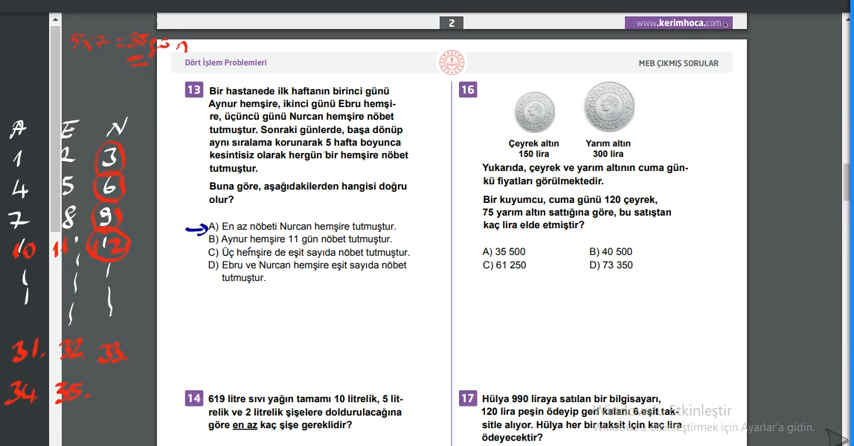 2
www.kerimhoca.com
5x7 = 35 gün
Dört İşlem Problemleri
MEB ÇIKMIŞ SORULAR
A E N
1 2 3
4 5 6
7 8 9
10 11 12
31. 32. 33.
34. 35.
13 Bir hastanede ilk haftanın birinci günü
Aynur hemşire, ikinci günü Ebru hemşi-
re, üçüncü günü Nurcan hemşire nöbet
tutmuştur. Sonraki günlerde, başa dönüp
aynı sıralama korunarak 5 hafta boyunca
kesintisiz olarak hergün bir hemşire nöbet
tutmuştur.
Buna göre, aşağıdakilerden hangisi doğru
olur?
A) En az nöbeti Nurcan hemşire tutmuştur.
B) Aynur hemşire 11 gün nöbet tutmuştur.
C) Üç hemşire de eşit sayıda nöbet tutmuştur.
D) Ebru ve Nurcan hemşire eşit sayıda nöbet
tutmuştur.
14 619 litre sıvı yağın tamamı 10 litrelik, 5 lit-
relik ve 2 litrelik şişelere doldurulacağına
göre en az kaç şişe gereklidir?
16
Çeyrek altın Yarım altın
150 lira 300 lira
Yukarıda, çeyrek ve yarım altının cuma gün-
kü fiyatları görülmektedir.
Bir kuyumcu, cuma günü 120 çeyrek,
75 yarım altın sattığına göre, bu satıştan
kaç lira elde etmiştir?
A) 35 500 B) 40 500
C) 61 250 D) 73 350
17 Hülya 990 liraya satılan bir bilgisayarı,
120 lira peşin ödeyip geri kalanı 6 eşit tak-
sitle alıyor. Hülya her bir taksit için kaç lira
ödeyecektir?
Windows'u Etkinleştir
Windows'u etkinleştirmek için Ayarlar'a gidin.